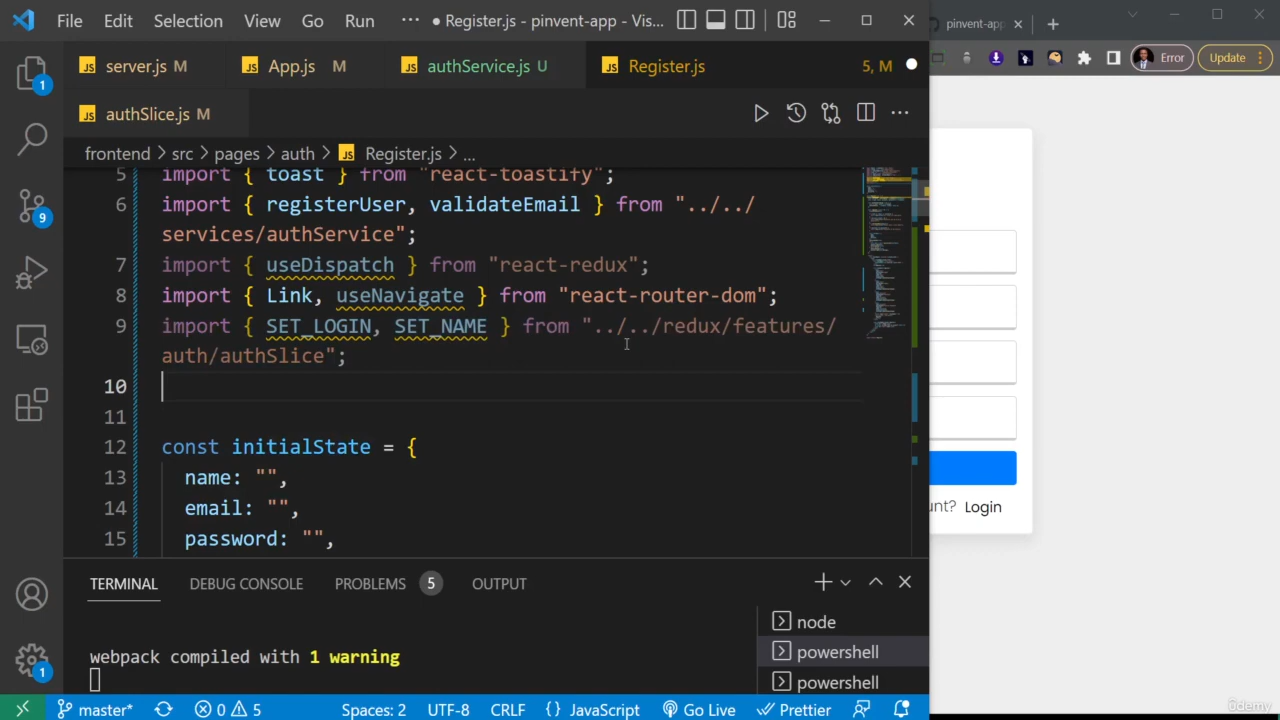 File Edit Selection View Go Run ··· ● Register.js - pinvent-app - Vis...
pinvent-app
server.js M App.js M authService.js U Register.js 5, M
Error Update
authSlice.js M
frontend > src > pages > auth > Register.js > ...
5 import { toast } from "react-toastify";
6 import { registerUser, validateEmail } from "../../
services/authService";
7 import { useDispatch } from "react-redux";
8 import { Link, useNavigate } from "react-router-dom";
9 import { SET_LOGIN, SET_NAME } from "../../redux/features/
auth/authSlice";
10
11
12 const initialState = {
13 name: "",
14 email: "",
15 password: "",
unt? Login
TERMINAL DEBUG CONSOLE PROBLEMS 5 OUTPUT
node
webpack compiled with 1 warning
powershell
powershell
1
9
1
master* 0 5 Spaces: 2 UTF-8 CRLF {} JavaScript Go Live Prettier
ûdemy